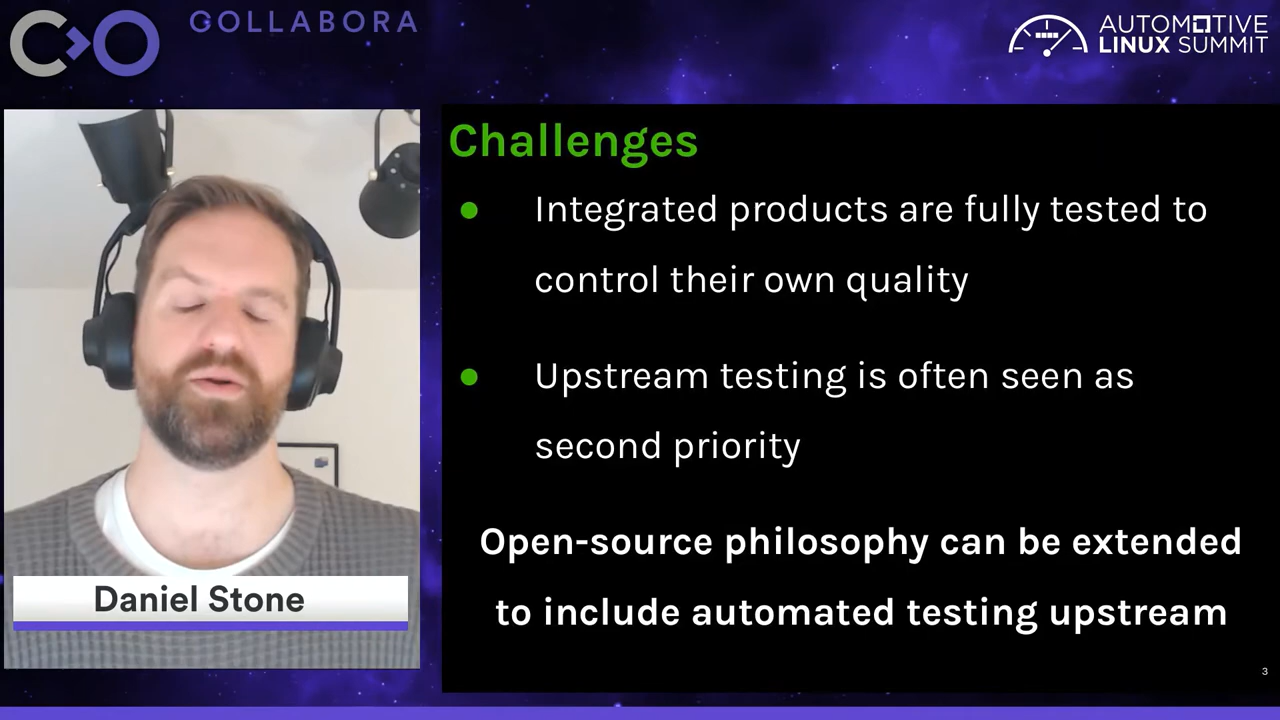 COLLABORA
AUTOMOTIVE
LINUX SUMMIT
Challenges
Integrated products are fully tested to
control their own quality
Upstream testing is often seen as
second priority
Open-source philosophy can be extended
to include automated testing upstream
Daniel Stone
3